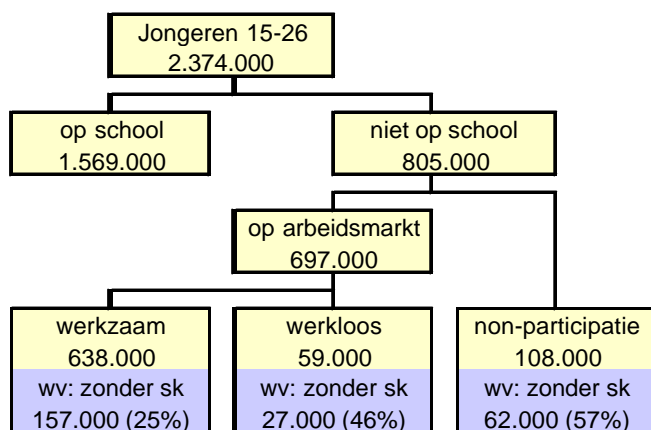 Jongeren 15-26
2.374.000
op school
1.569.000
niet op school
805.000
op arbeidsmarkt
697.000
werkzaam
638.000
wv: zonder sk
157.000 (25%)
werkloos
59.000
wv: zonder sk
27.000 (46%)
non-participatie
108.000
wv: zonder sk
62.000 (57%)